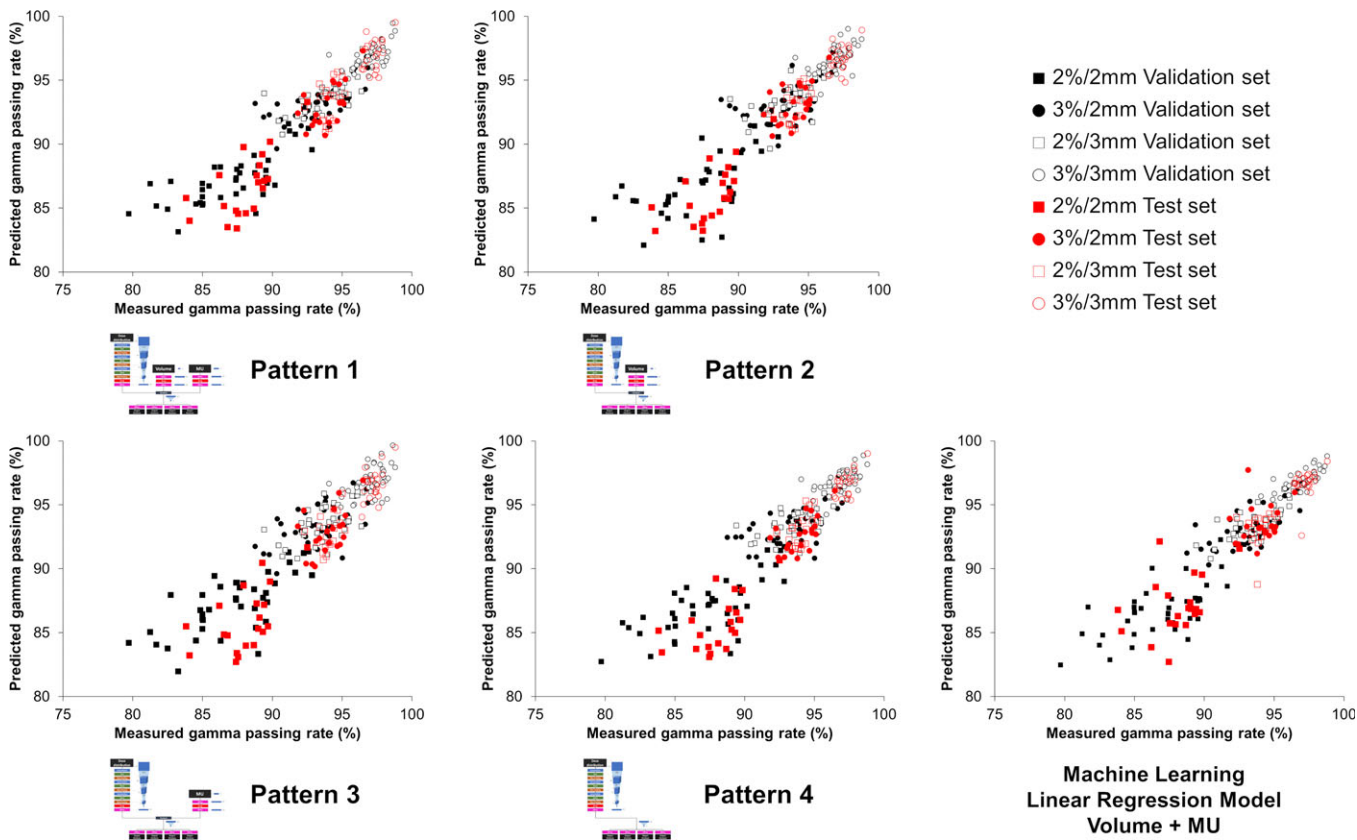 100
95
90
85
80
75 80 85 90 95 100
Predicted gamma passing rate (%)
Measured gamma passing rate (%)
Volume
MU
Pattern 1
100
95
90
85
80
75 80 85 90 95 100
Predicted gamma passing rate (%)
Measured gamma passing rate (%)
Volume
Pattern 2
2%/2mm Validation set
3%/2mm Validation set
2%/3mm Validation set
3%/3mm Validation set
2%/2mm Test set
3%/2mm Test set
2%/3mm Test set
3%/3mm Test set
100
95
90
85
80
75 80 85 90 95 100
Predicted gamma passing rate (%)
Measured gamma passing rate (%)
MU
Pattern 3
100
95
90
85
80
75 80 85 90 95 100
Predicted gamma passing rate (%)
Measured gamma passing rate (%)
Pattern 4
100
95
90
85
80
75 80 85 90 95 100
Predicted gamma passing rate (%)
Measured gamma passing rate (%)
Machine Learning
Linear Regression Model
Volume + MU